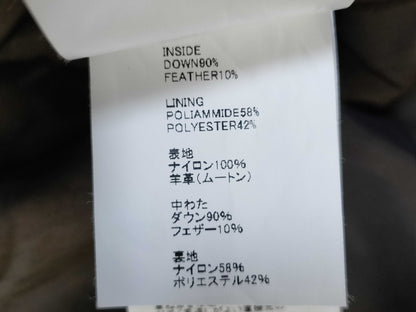 INSIDE
DOWN90%
FEATHER10%
LINING
POLIAMMIDE58%
POLYESTER42%
表地
ナイロン100%
羊革(ムートン)
中わた
ダウン90%
フェザー10%
裏地
ナイロン58%
ポリエステル42%